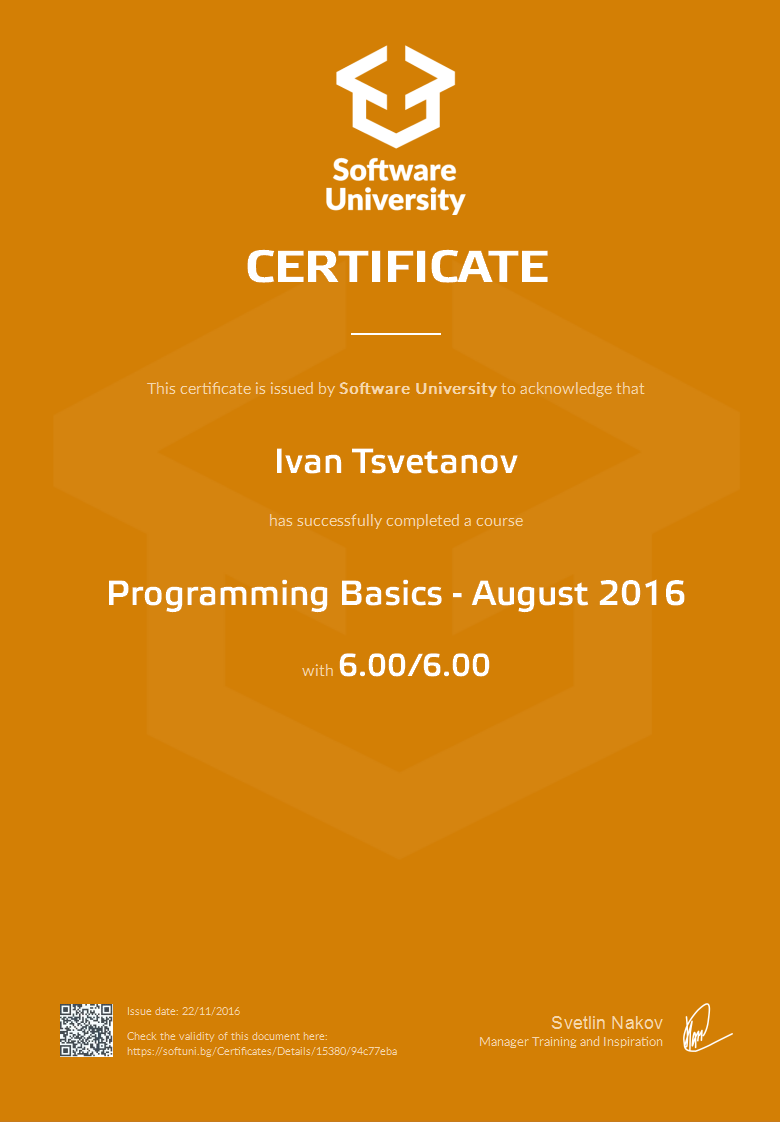 Software
University
CERTIFICATE
This certificate is issued by Software University to acknowledge that
Ivan Tsvetanov
has successfully completed a course
Programming Basics - August 2016
with 6.00/6.00
Issue date: 22/11/2016
Check the validity of this document here:
https://softuni.bg/Certificates/Details/15380/94c77eba
Svetlin Nakov
Manager Training and Inspiration